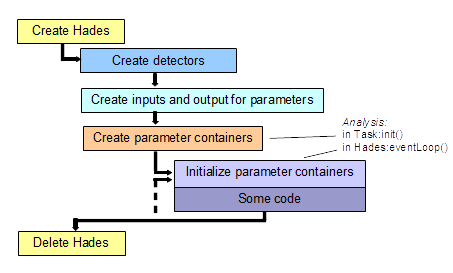 Create Hades
Create detectors
Create inputs and output for parameters
Create parameter containers
Analysis:
in Task:init()
in Hades:eventLoop()
Initialize parameter containers
Some code
Delete Hades